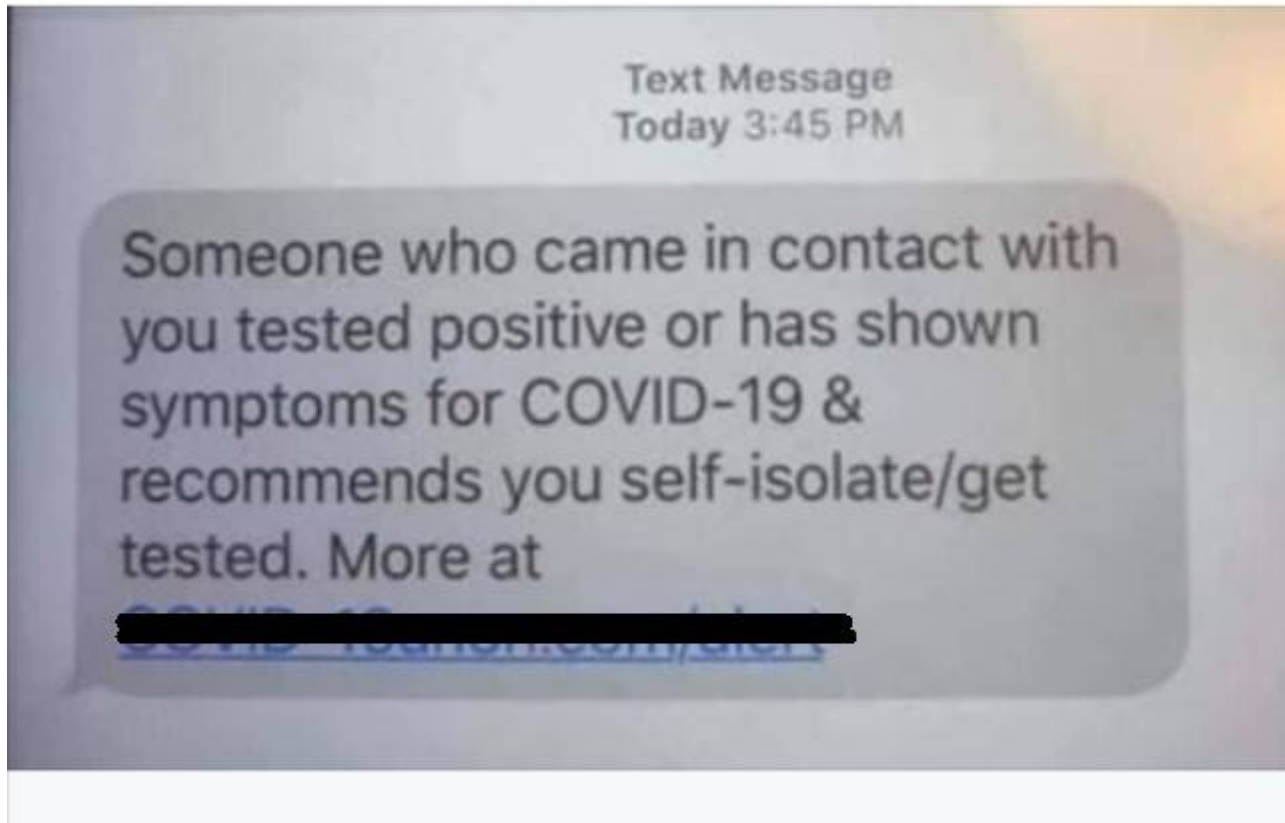 Text Message
Today 3:45 PM
Someone who came in contact with
you tested positive or has shown
symptoms for COVID-19 &
recommends you self-isolate/get
tested. More at